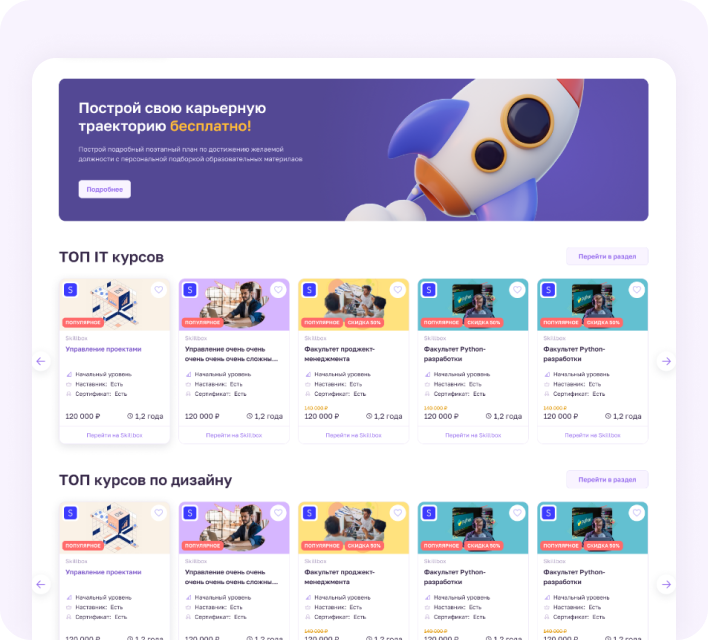 Построй свою карьерную
траекторию бесплатно!
Построй подробный поэтапный план по достижению желаемой
должности с персональной подборкой образовательных материалов
Подробнее
ТОП IT курсов
Перейти в раздел
S
ПОПУЛЯРНОЕ
Skillbox
Управление проектами
Начальный уровень
Наставник: Есть
Сертификат: Есть
120 000 ₽
1,2 года
Перейти на Skillbox
S
ПОПУЛЯРНОЕ
Skillbox
Управление очень очень
очень очень очень сложны...
Начальный уровень
Наставник: Есть
Сертификат: Есть
120 000 ₽
1,2 года
Перейти на Skillbox
S
ПОПУЛЯРНОЕ
СКИДКА 50%
Skillbox
Факультет проджект-
менеджмента
Начальный уровень
Наставник: Есть
Сертификат: Есть
140 000 ₽
120 000 ₽
1,2 года
Перейти на Skillbox
S
ПОПУЛЯРНОЕ
СКИДКА 50%
Skillbox
Факультет Python-
разработки
Начальный уровень
Наставник: Есть
Сертификат: Есть
140 000 ₽
120 000 ₽
1,2 года
Перейти на Skillbox
S
ПОПУЛЯРНОЕ
СКИДКА 50%
Skillbox
Факультет Python-
разработки
Начальный уровень
Наставник: Есть
Сертификат: Есть
140 000 ₽
120 000 ₽
1,2 года
Перейти на Skillbox
ТОП курсов по дизайну
Перейти в раздел
S
ПОПУЛЯРНОЕ
Skillbox
Управление проектами
Начальный уровень
Наставник: Есть
Сертификат: Есть
120 000 ₽
1,2 года
S
ПОПУЛЯРНОЕ
Skillbox
Управление очень очень
очень очень очень сложны...
Начальный уровень
Наставник: Есть
Сертификат: Есть
120 000 ₽
1,2 года
S
ПОПУЛЯРНОЕ
СКИДКА 50%
Skillbox
Факультет проджект-
менеджмента
Начальный уровень
Наставник: Есть
Сертификат: Есть
140 000 ₽
120 000 ₽
1,2 года
S
ПОПУЛЯРНОЕ
СКИДКА 50%
Skillbox
Факультет Python-
разработки
Начальный уровень
Наставник: Есть
Сертификат: Есть
140 000 ₽
120 000 ₽
1,2 года
S
ПОПУЛЯРНОЕ
СКИДКА 50%
Skillbox
Факультет Python-
разработки
Начальный уровень
Наставник: Есть
Сертификат: Есть
140 000 ₽
120 000 ₽
1,2 года